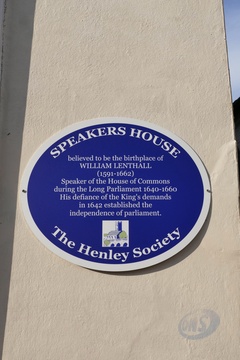 SPEAKERS HOUSE
believed to be the birthplace of
WILLIAM LENTHALL
(1591-1662)
Speaker of the House of Commons
during the Long Parliament 1640-1660
His defiance of the King's demands
in 1642 established the
independence of parliament.
The Henley Society